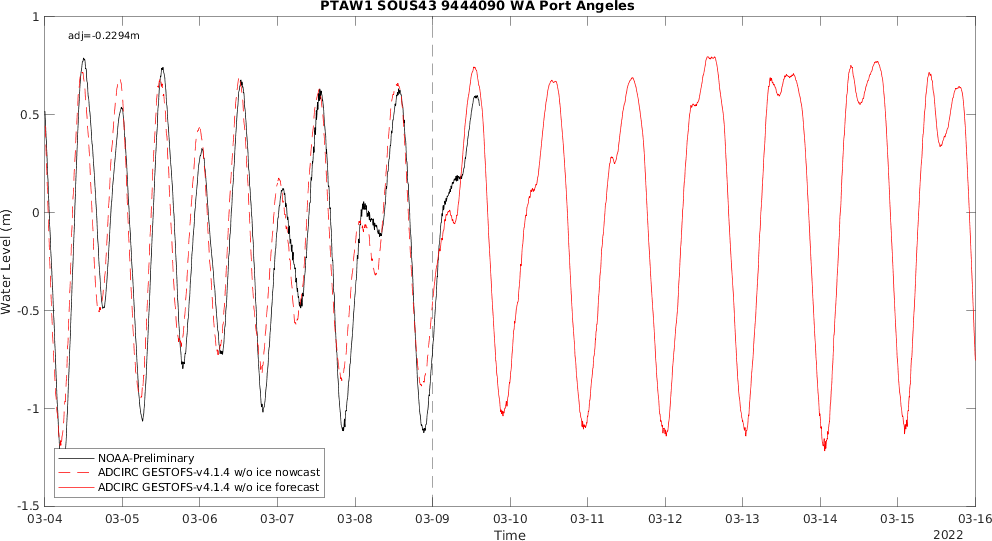 PTAW1 SOUS43 9444090 WA Port Angeles
adj=-0.2294m
1
0.5
0
-0.5
-1
-1.5
Water Level (m)
NOAA-Preliminary
ADCIRC GESTOFS-v4.1.4 w/o ice nowcast
ADCIRC GESTOFS-v4.1.4 w/o ice forecast
03-04 03-05 03-06 03-07 03-08 03-09 03-10 03-11 03-12 03-13 03-14 03-15 03-16
Time
2022